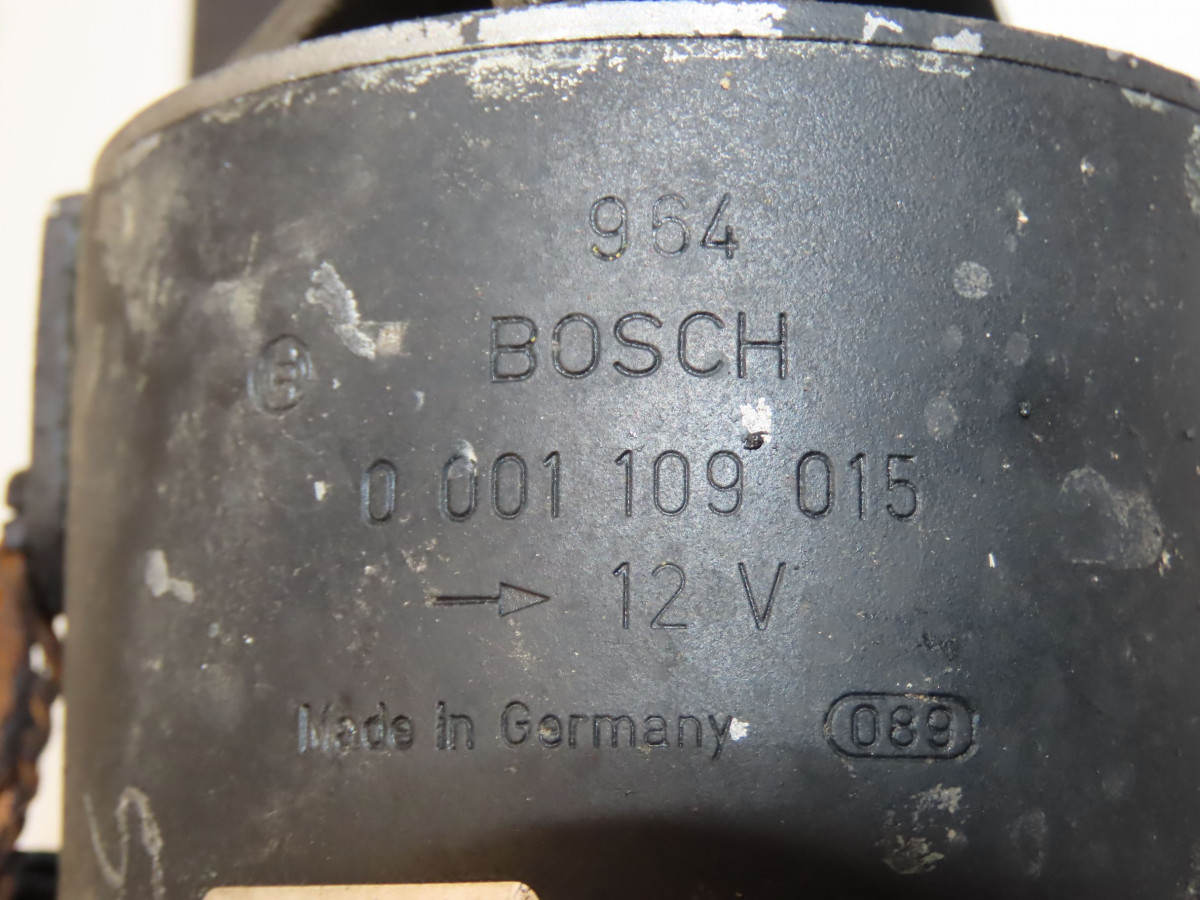 964
BOSCH
0 001 109 015
→ 12 V
Made in Germany 089